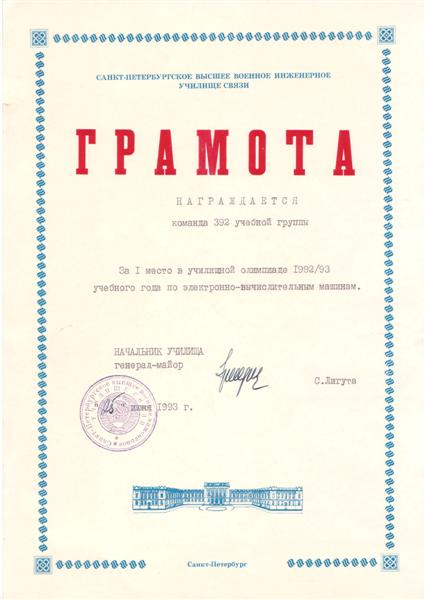 САНКТ-ПЕТЕРБУРГСКОЕ ВЫСШЕЕ ВОЕННОЕ ИНЖЕНЕРНОЕ
УЧИЛИЩЕ СВЯЗИ
ГРАМОТА
НАГРАЖДАЕТСЯ
команда 392 учебной группы
За I место в училищной олимпиаде 1992/93
учебного года по электронно-вычислительным машинам.
НАЧАЛЬНИК УЧИЛИЩА
генерал-майор
С.Лигута
"25" июня 1993 г.
Санкт-Петербург